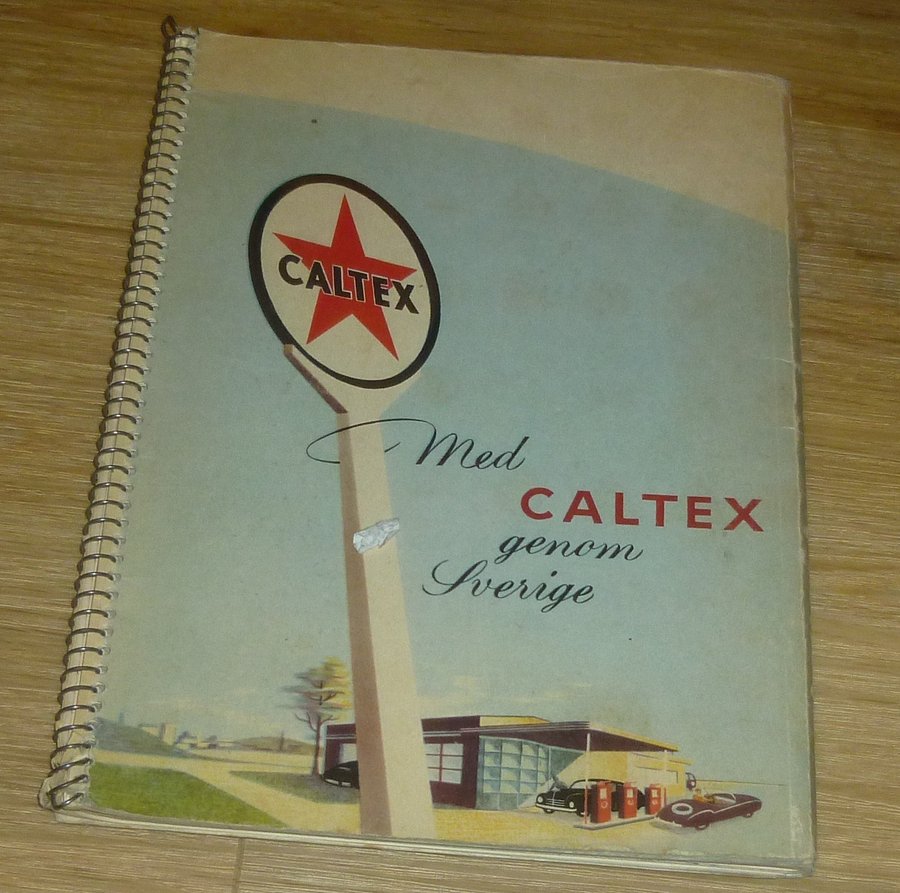 CALTEX
Med
CALTEX
genom
Sverige